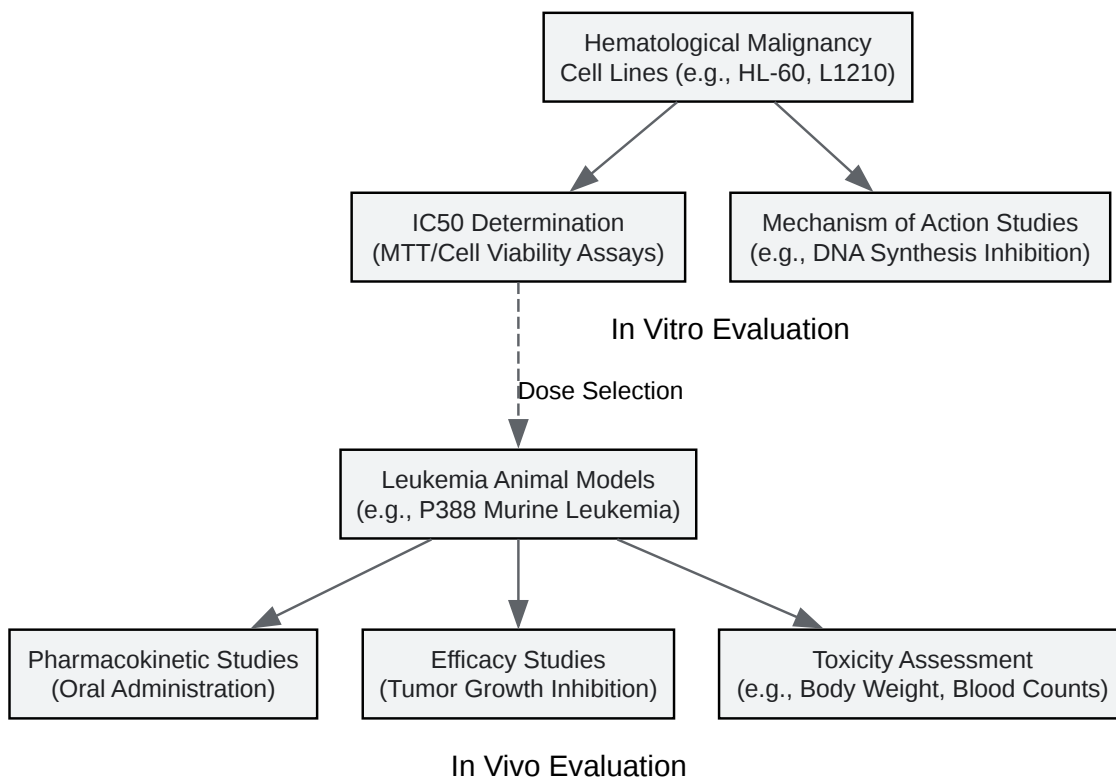 Hematological Malignancy
Cell Lines (e.g., HL-60, L1210)
IC50 Determination
(MTT/Cell Viability Assays)
Mechanism of Action Studies
(e.g., DNA Synthesis Inhibition)
In Vitro Evaluation
Dose Selection
Leukemia Animal Models
(e.g., P388 Murine Leukemia)
Pharmacokinetic Studies
(Oral Administration)
Efficacy Studies
(Tumor Growth Inhibition)
Toxicity Assessment
(e.g., Body Weight, Blood Counts)
In Vivo Evaluation